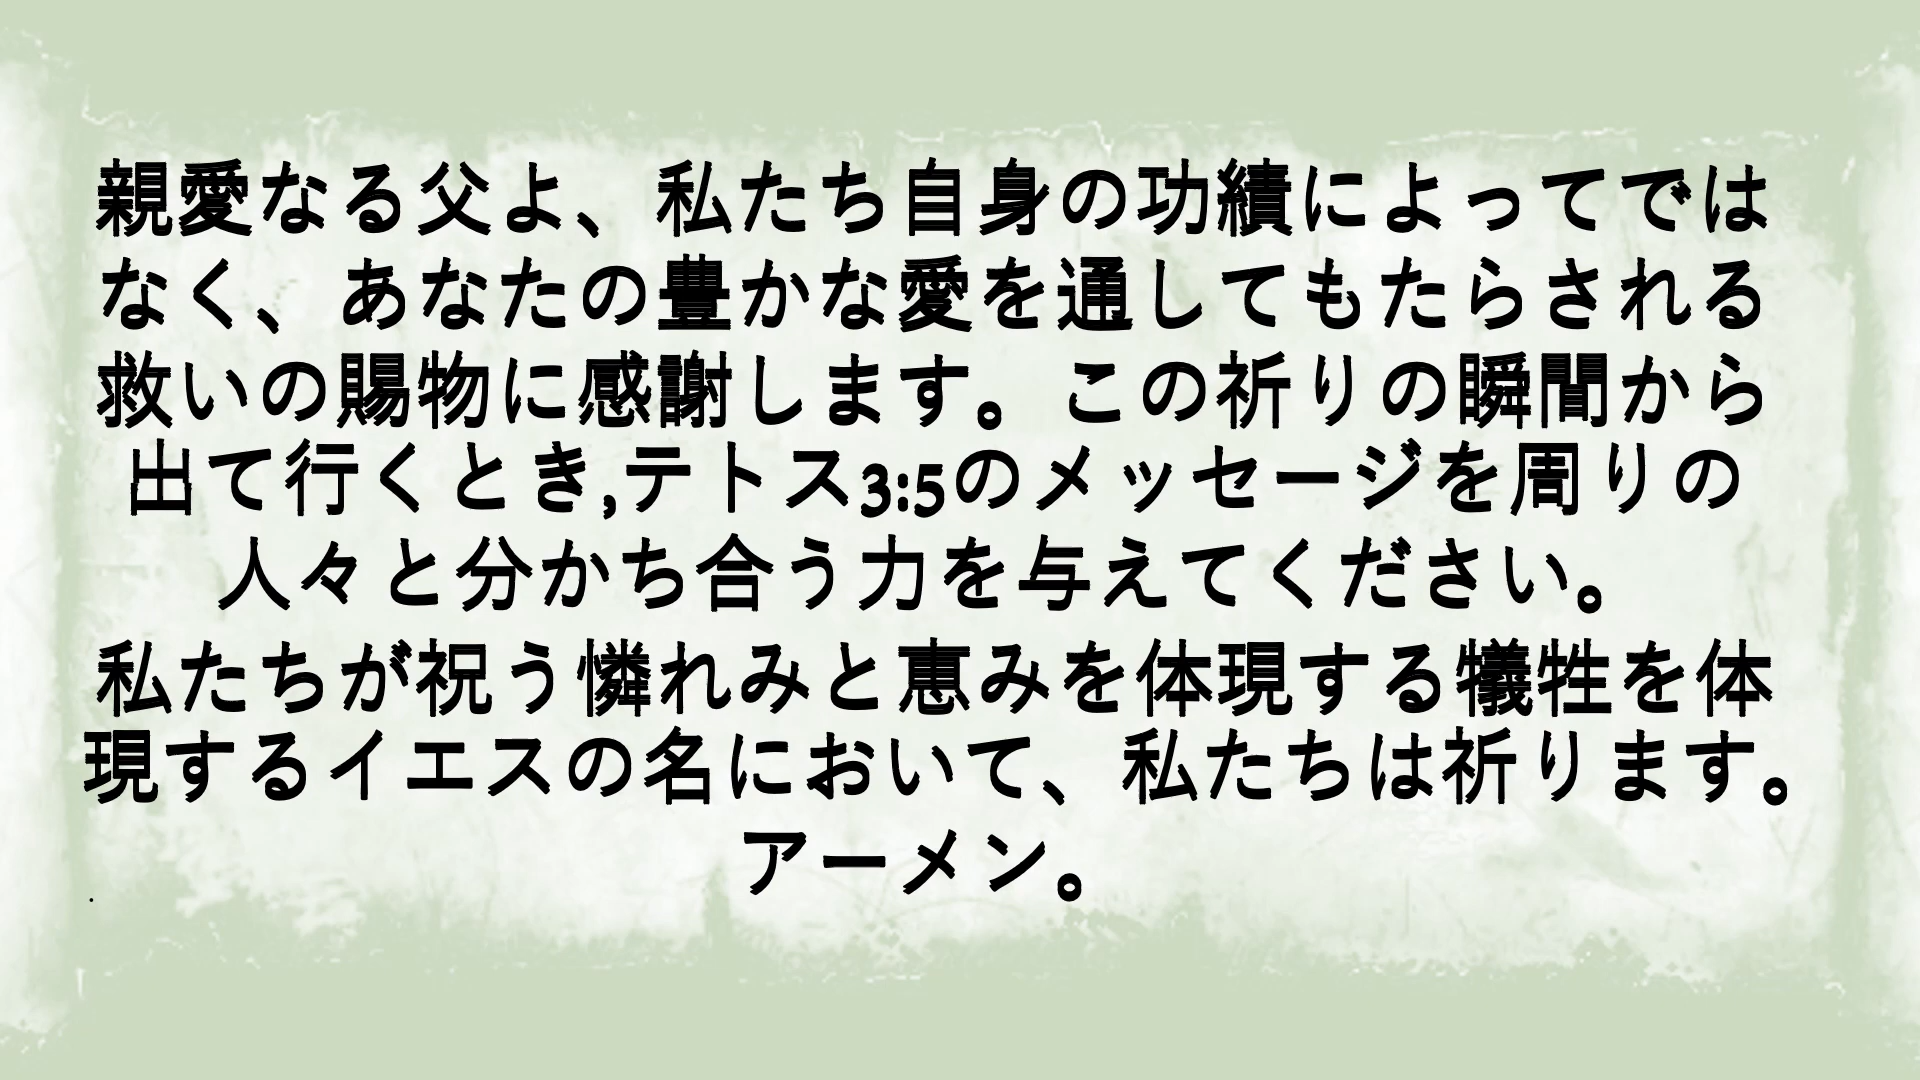 親愛なる父よ、私たち自身の功績によってでは
なく、あなたの豊かな愛を通してもたらされる
救いの賜物に感謝します。この祈りの瞬間から
出て行くとき,テトス3:5のメッセージを周りの
人々と分かち合う力を与えてください。
私たちが祝う憐れみと恵みを体現する犠牲を体
現するイエスの名において、私たちは祈ります。
アーメン。
.